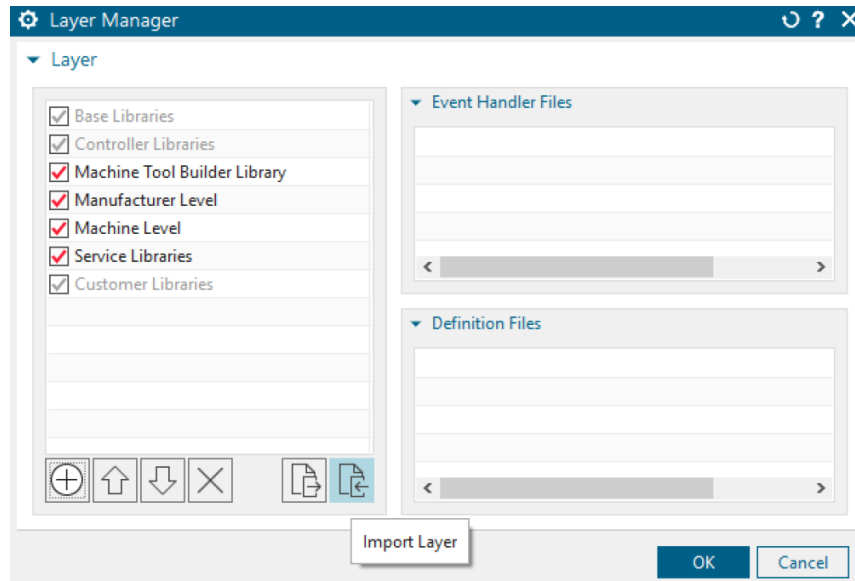 Layer Manager
Layer
Base Libraries
Controller Libraries
Machine Tool Builder Library
Manufacturer Level
Machine Level
Service Libraries
Customer Libraries
Event Handler Files
Definition Files
Import Layer
OK
Cancel